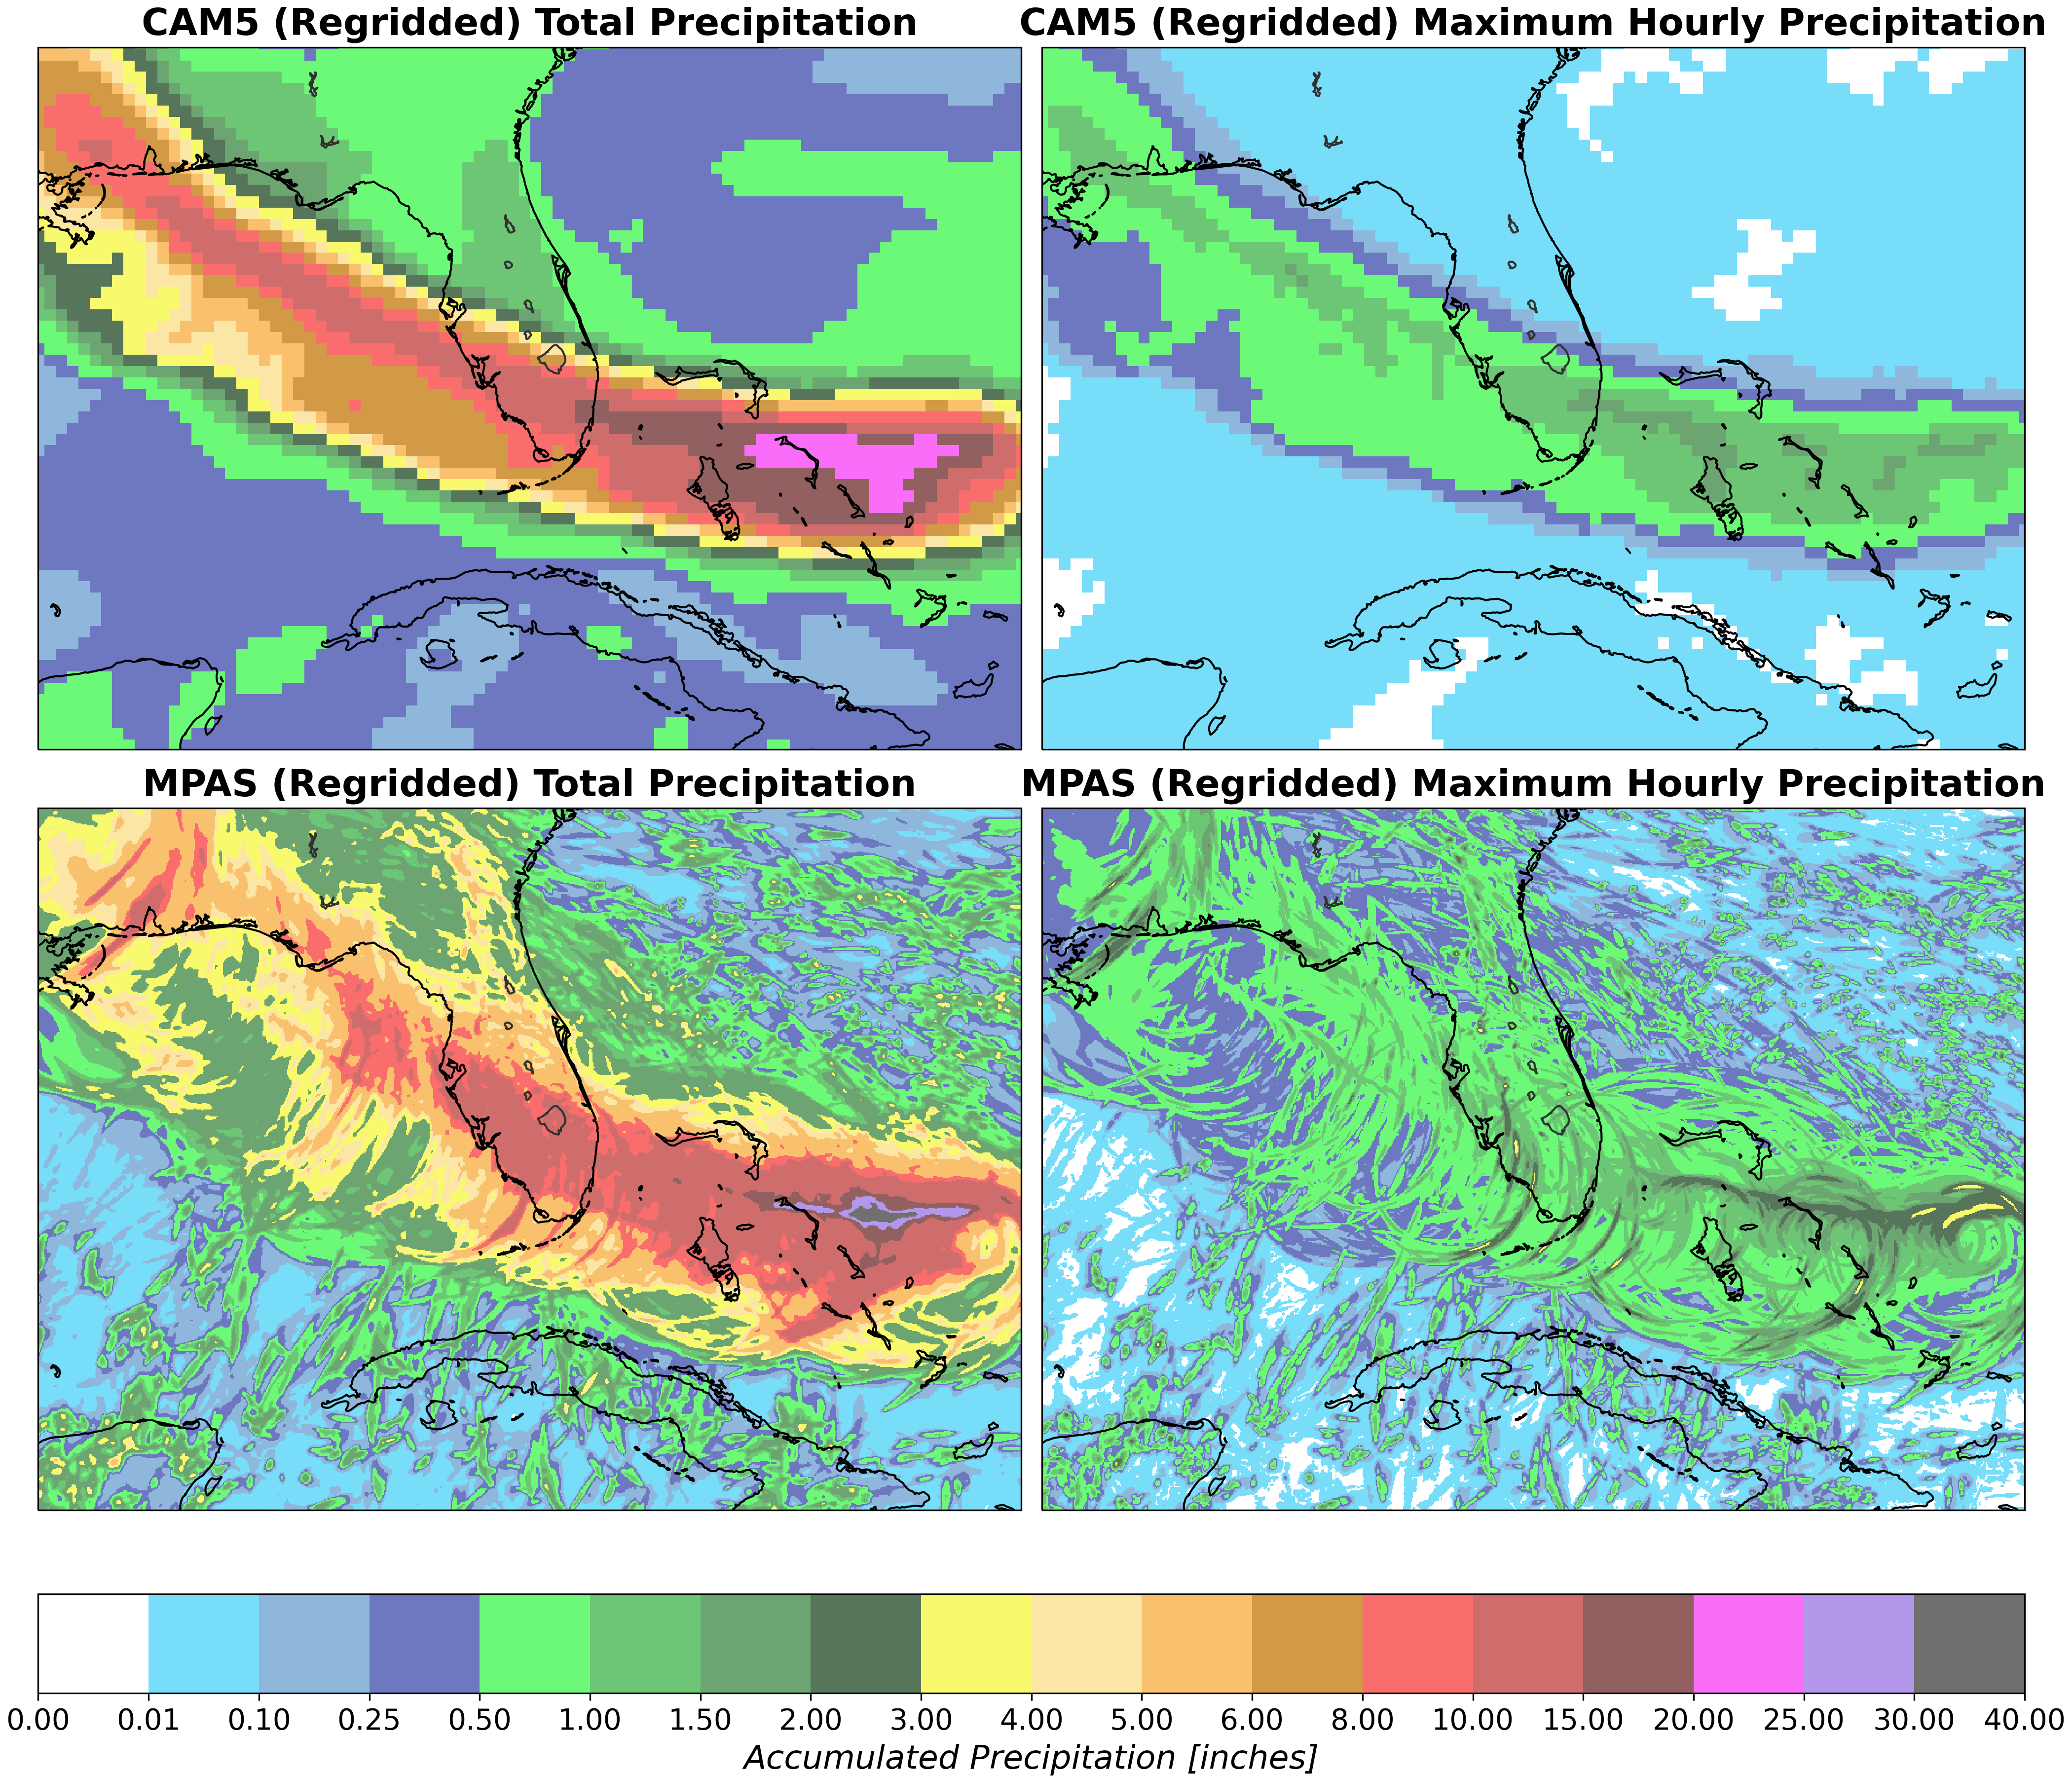 CAM5 (Regridded) Total Precipitation
CAM5 (Regridded) Maximum Hourly Precipitation
MPAS (Regridded) Total Precipitation
MPAS (Regridded) Maximum Hourly Precipitation
0.00 0.01 0.10 0.25 0.50 1.00 1.50 2.00 3.00 4.00 5.00 6.00 8.00 10.00 15.00 20.00 25.00 30.00 40.00
Accumulated Precipitation [inches]